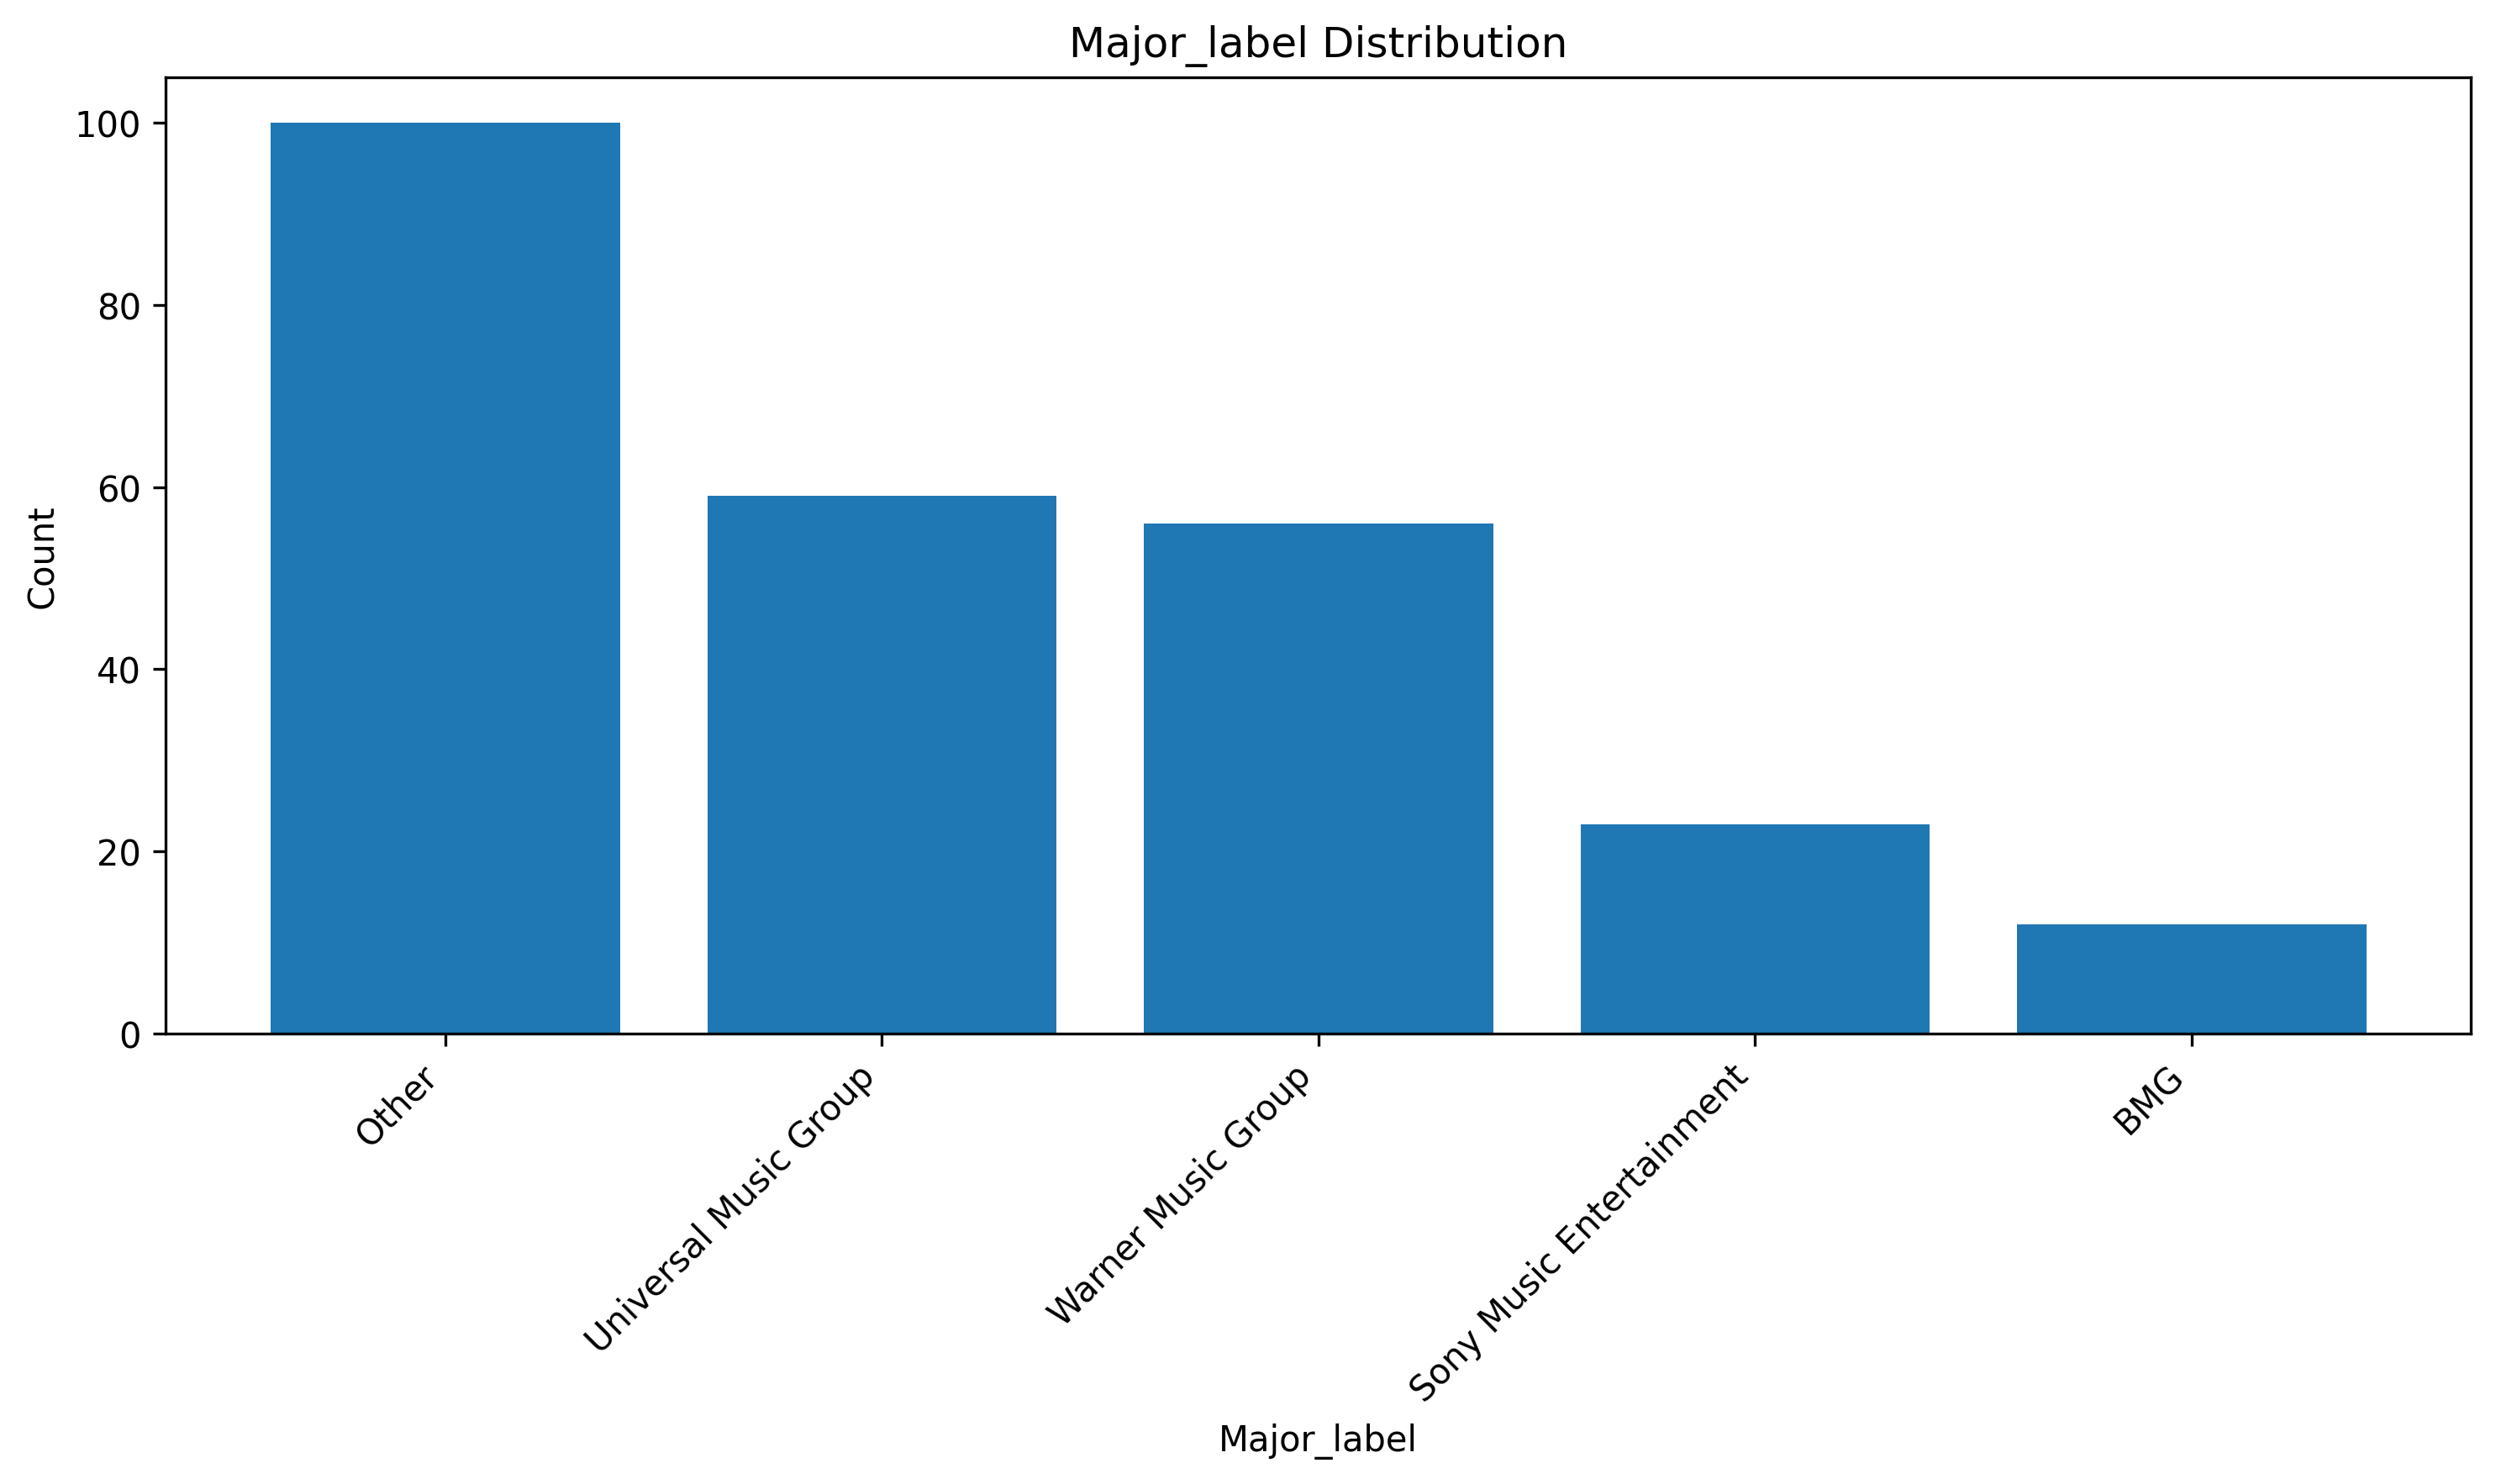 Major_label Distribution
100
80
60
40
20
0
Count
Other
Universal Music Group
Warner Music Group
Sony Music Entertainment
BMG
Major_label